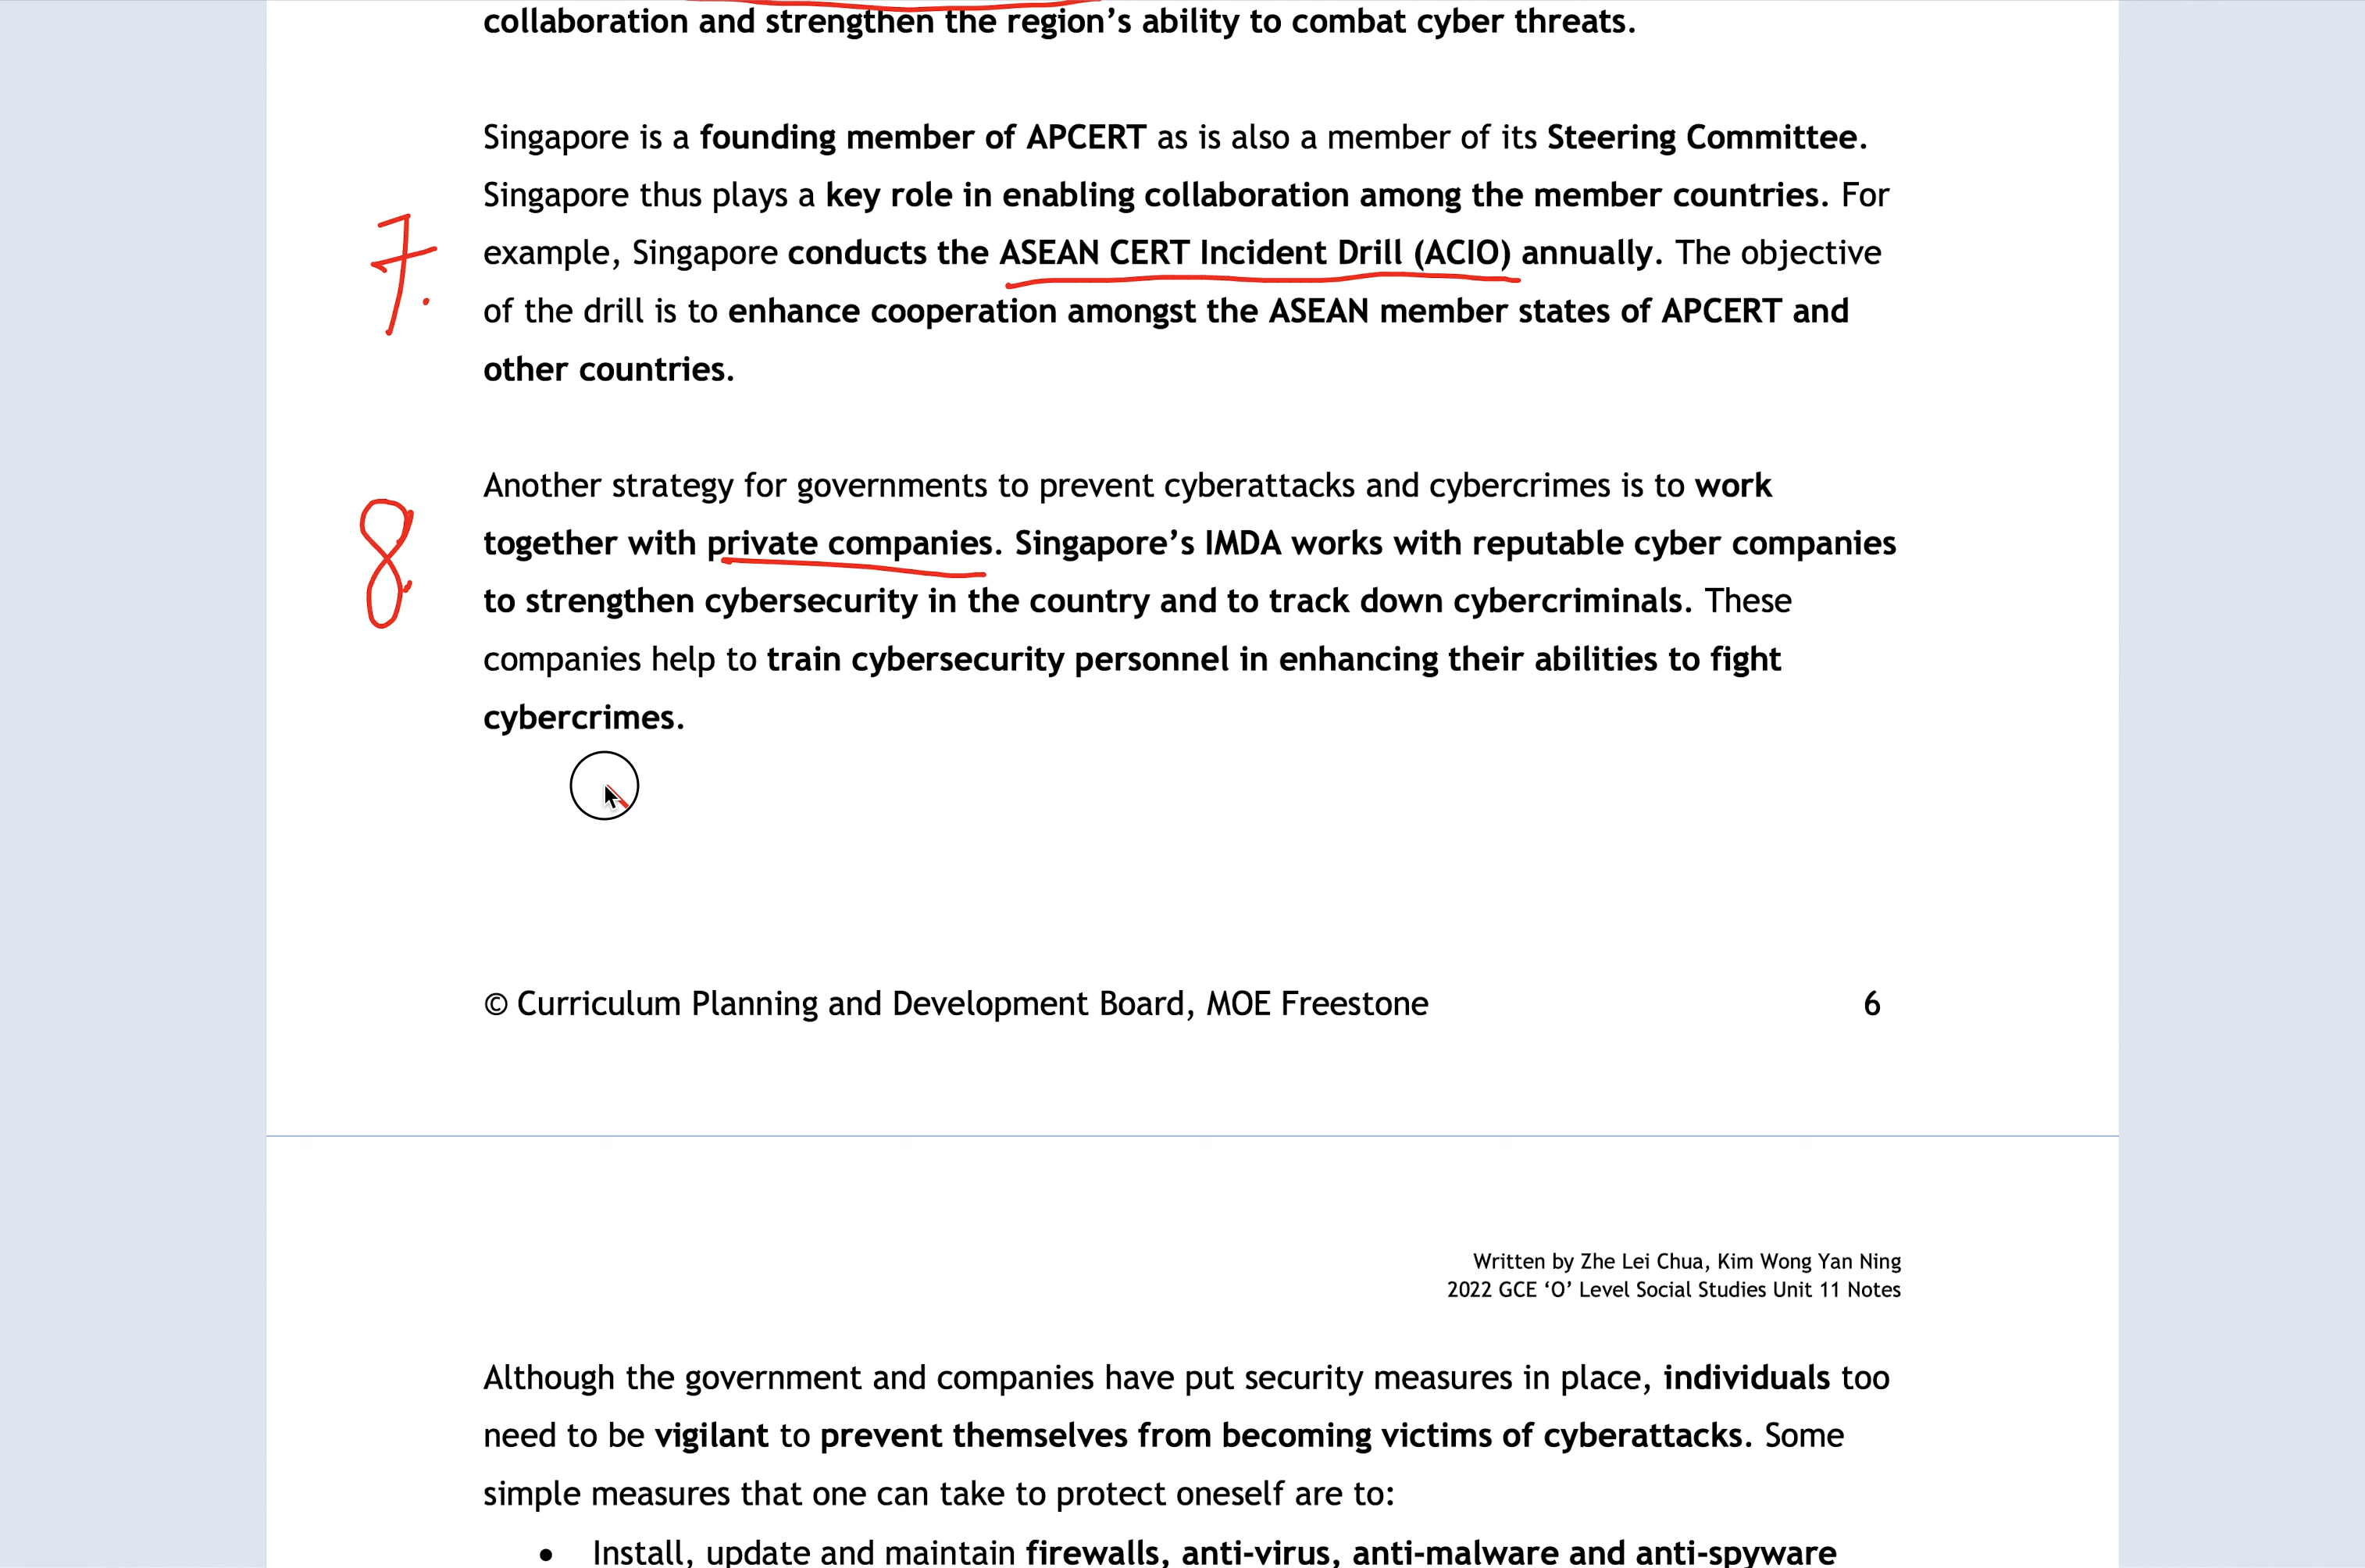 collaboration and strengthen the region’s ability to combat cyber threats.
Singapore is a founding member of APCERT as is also a member of its Steering Committee.
Singapore thus plays a key role in enabling collaboration among the member countries. For
7.
example, Singapore conducts the ASEAN CERT Incident Drill (ACIO) annually. The objective
of the drill is to enhance cooperation amongst the ASEAN member states of APCERT and
other countries.
Another strategy for governments to prevent cyberattacks and cybercrimes is to work
8.
together with private companies. Singapore’s IMDA works with reputable cyber companies
to strengthen cybersecurity in the country and to track down cybercriminals. These
companies help to train cybersecurity personnel in enhancing their abilities to fight
cybercrimes.
© Curriculum Planning and Development Board, MOE Freestone 6
Written by Zhe Lei Chua, Kim Wong Yan Ning
2022 GCE ‘O’ Level Social Studies Unit 11 Notes
Although the government and companies have put security measures in place, individuals too
need to be vigilant to prevent themselves from becoming victims of cyberattacks. Some
simple measures that one can take to protect oneself are to:
• Install, update and maintain firewalls, anti-virus, anti-malware and anti-spyware